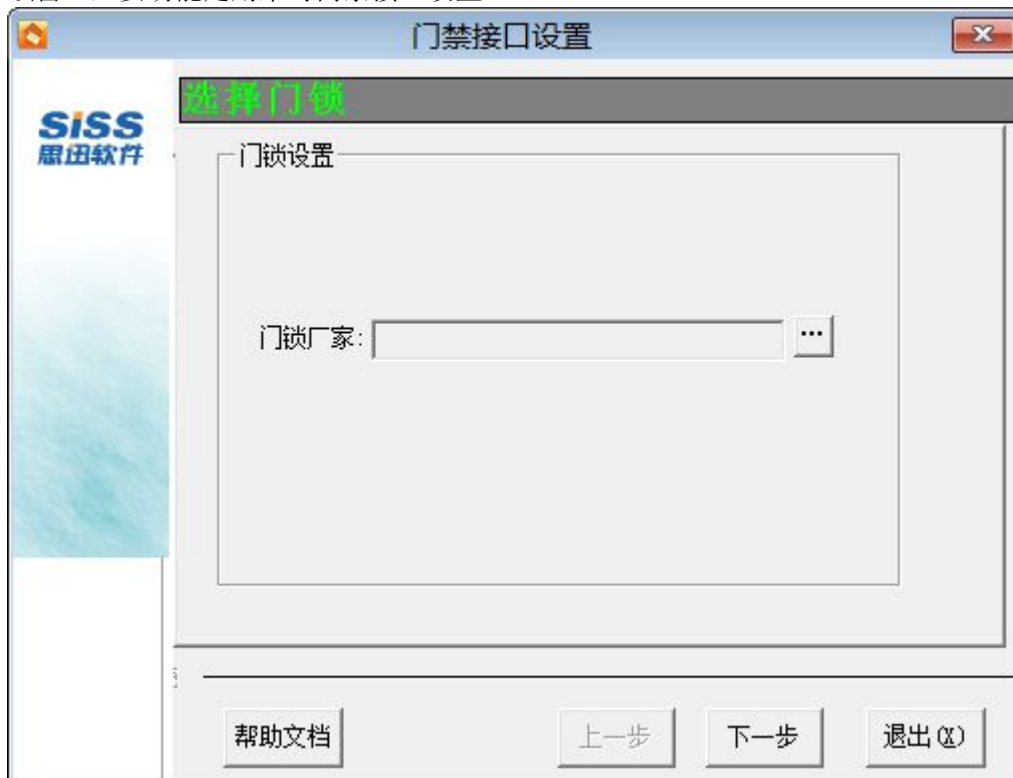 门禁接口设置
选择门锁
SiSS
思迅软件
门锁设置
门锁厂家:
...
帮助文档
上一步
下一步
退出(X)